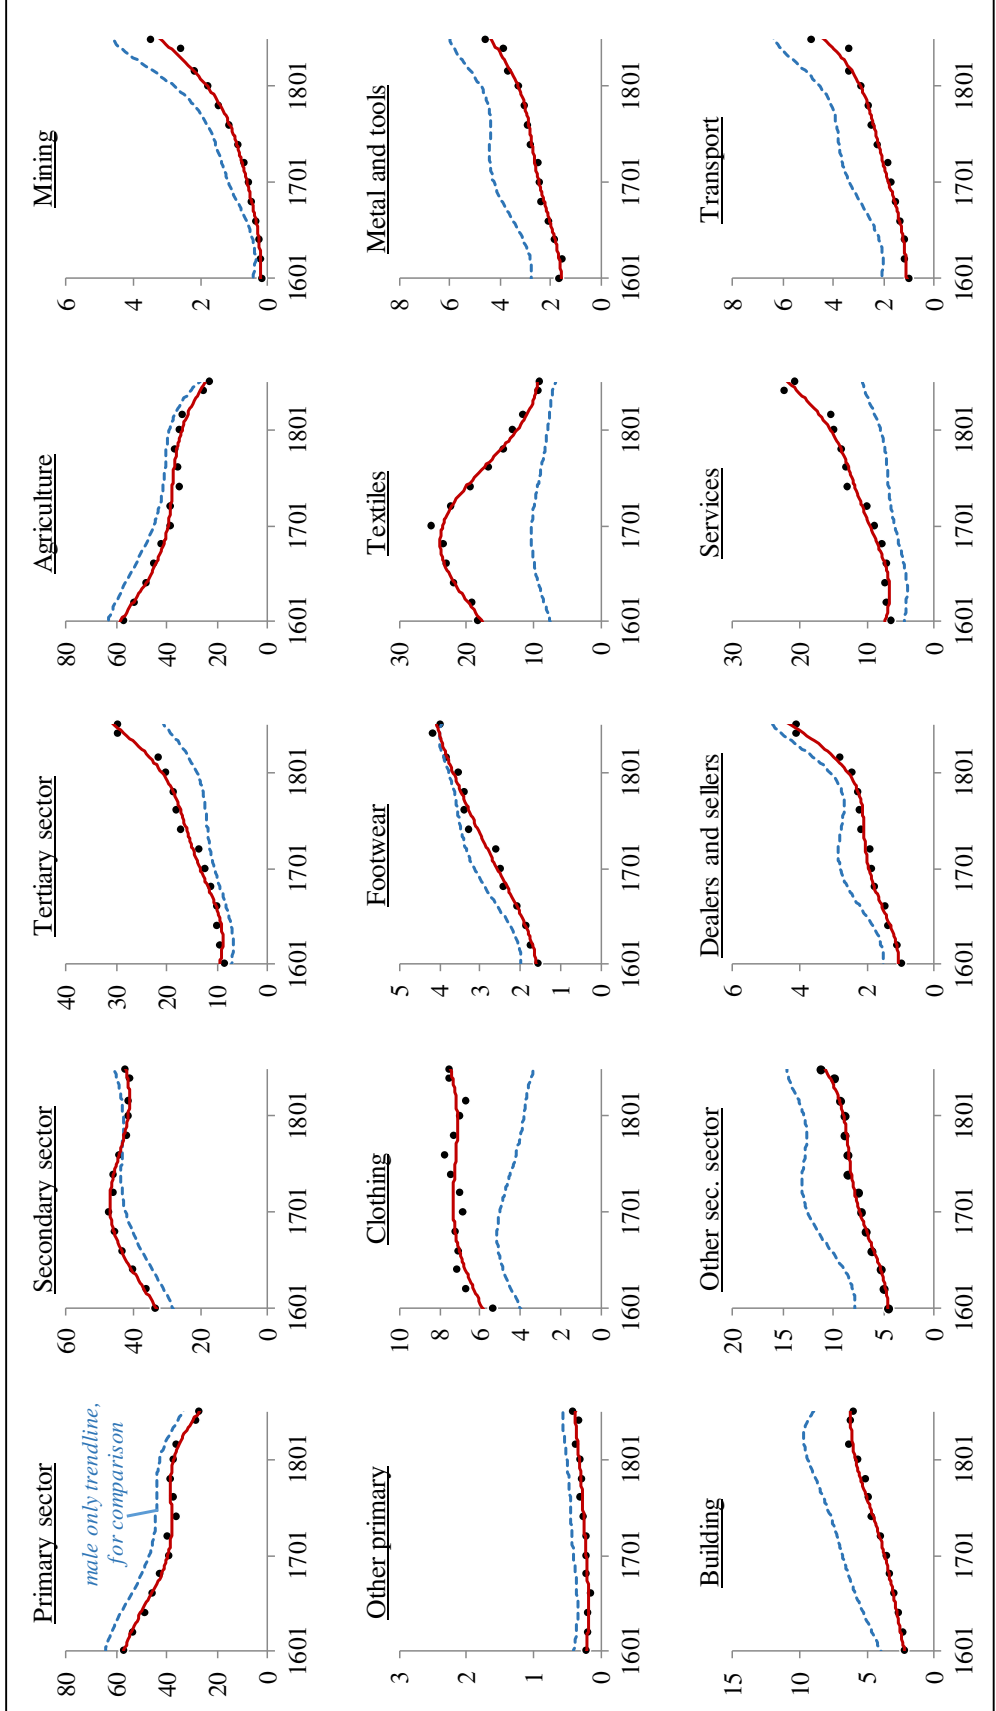 Primary sector
80
60
40
20
0
1601 1701 1801
male only trendline,
for comparison
Secondary sector
60
40
20
0
1601 1701 1801
Tertiary sector
40
30
20
10
0
1601 1701 1801
Agriculture
80
60
40
20
0
1601 1701 1801
Mining
6
4
2
0
1601 1701 1801
Other primary
3
2
1
0
1601 1701 1801
Clothing
10
8
6
4
2
0
1601 1701 1801
Footwear
5
4
3
2
1
0
1601 1701 1801
Textiles
30
20
10
0
1601 1701 1801
Metal and tools
8
6
4
2
0
1601 1701 1801
Building
15
10
5
0
1601 1701 1801
Other sec. sector
20
15
10
5
0
1601 1701 1801
Dealers and sellers
6
4
2
0
1601 1701 1801
Services
30
20
10
0
1601 1701 1801
Transport
8
6
4
2
0
1601 1701 1801